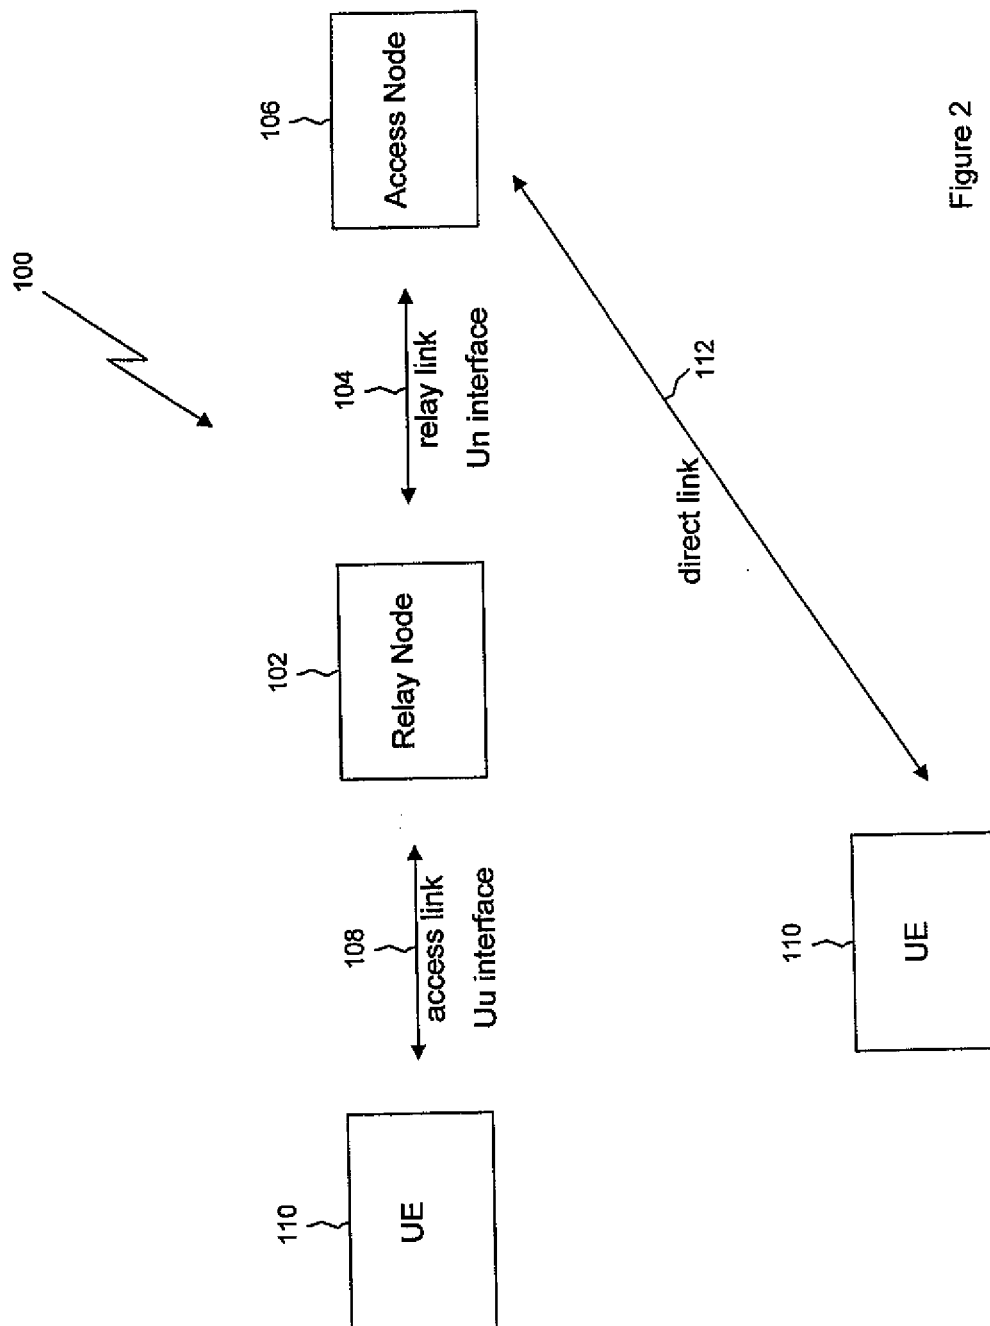 100
110
UE
108
access link
Uu interface
102
Relay Node
104
relay link
Un interface
106
Access Node
110
UE
direct link
112
Figure 2